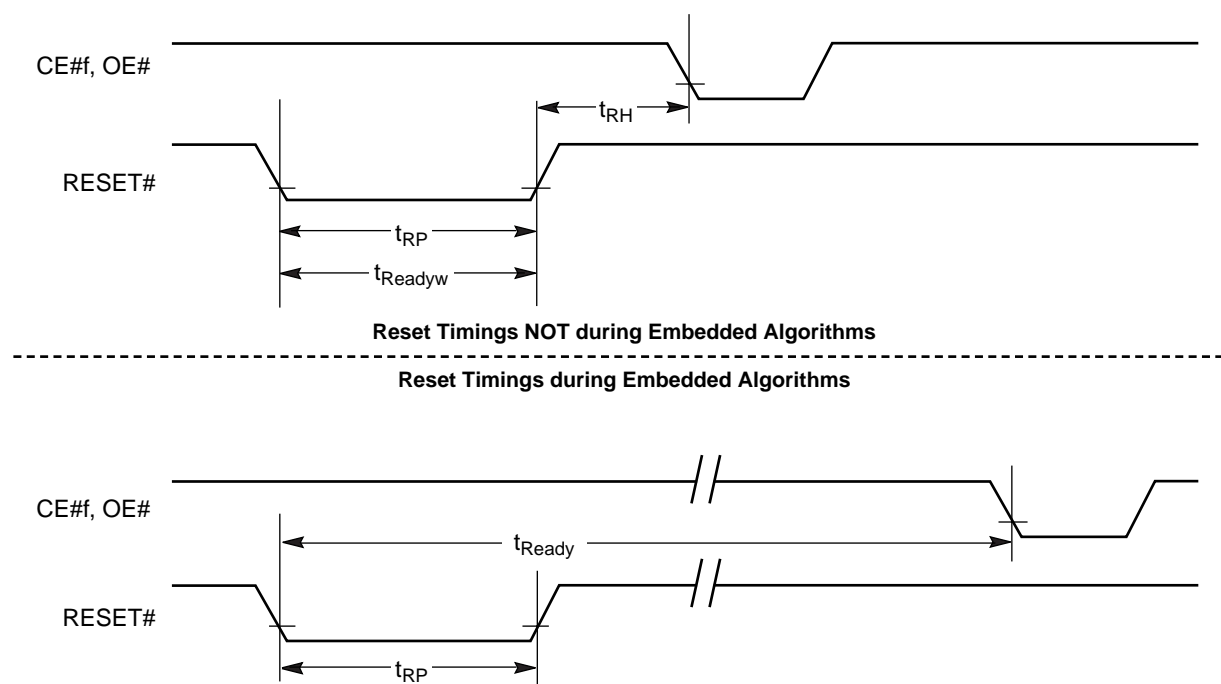 CE#f, OE#
tRH
RESET#
tRP
tReadyw
Reset Timings NOT during Embedded Algorithms
Reset Timings during Embedded Algorithms
CE#f, OE#
tReady
RESET#
tRP